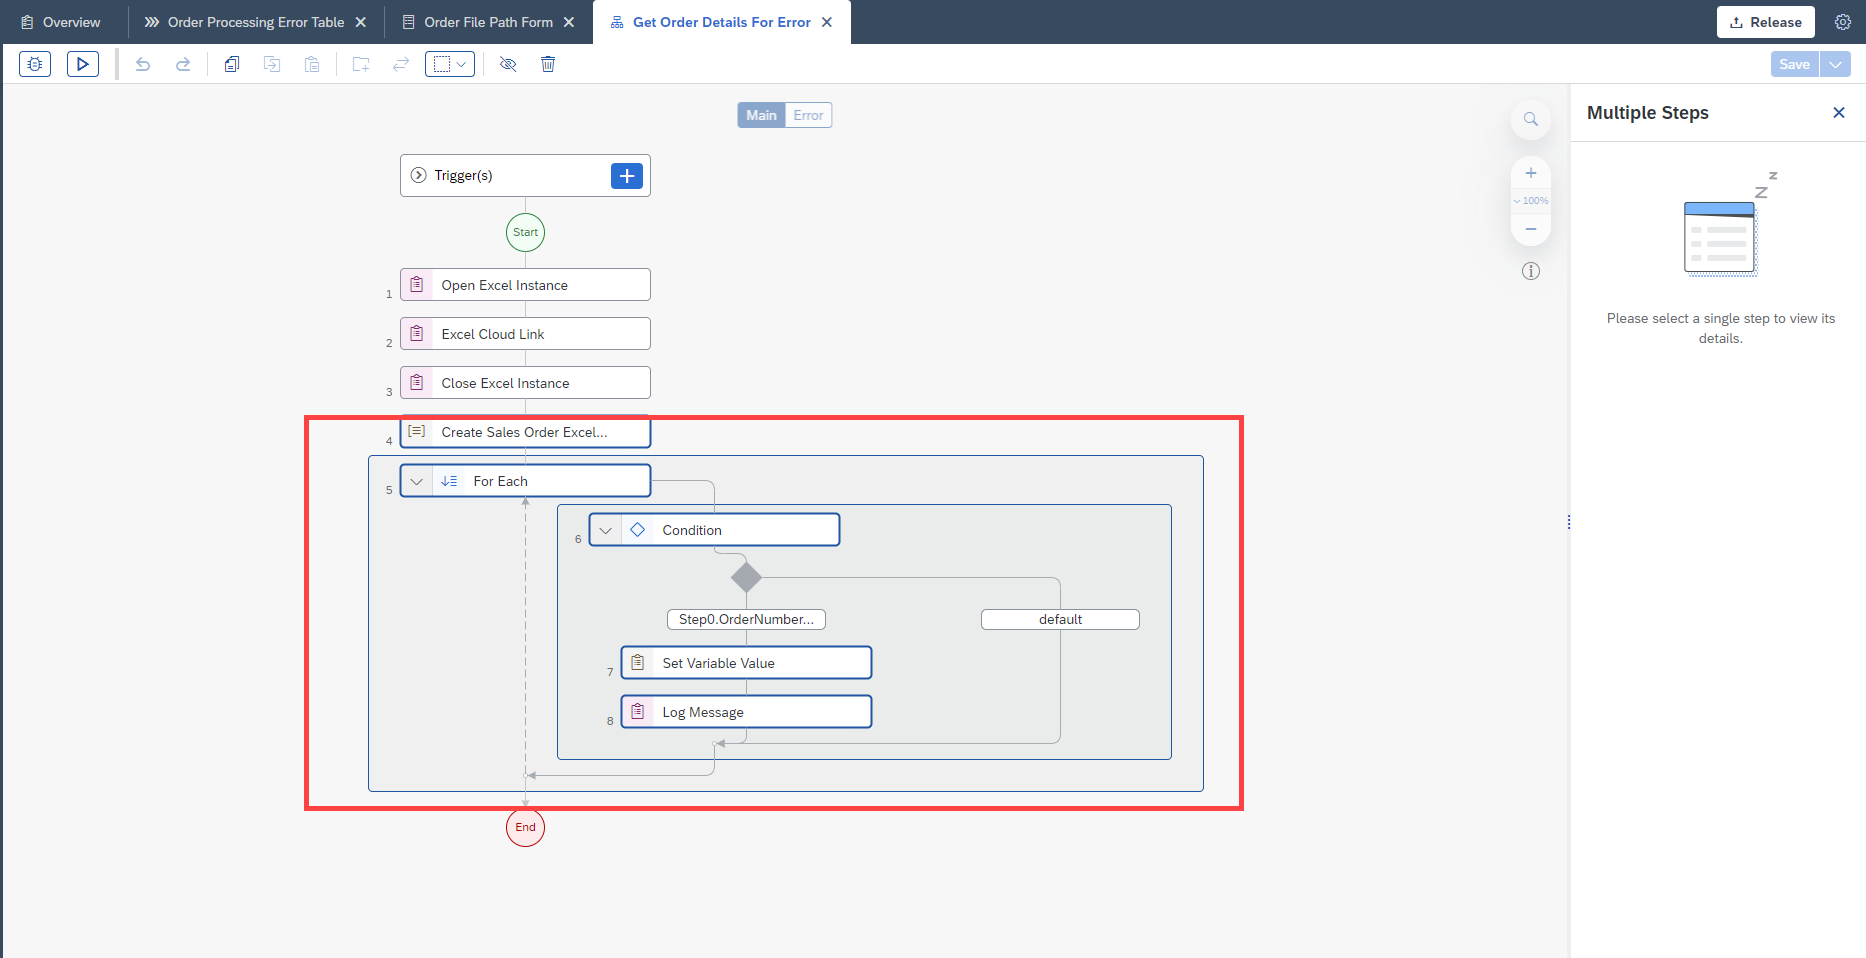 Overview
Order Processing Error Table
Order File Path Form
Get Order Details For Error
Release
Save
Main
Error
Multiple Steps
Trigger(s)
100%
Z
Z
Start
1
Open Excel Instance
2
Excel Cloud Link
3
Close Excel Instance
Please select a single step to view its
details.
4
Create Sales Order Excel...
5
For Each
6
Condition
Step0.OrderNumber...
default
7
Set Variable Value
8
Log Message
End